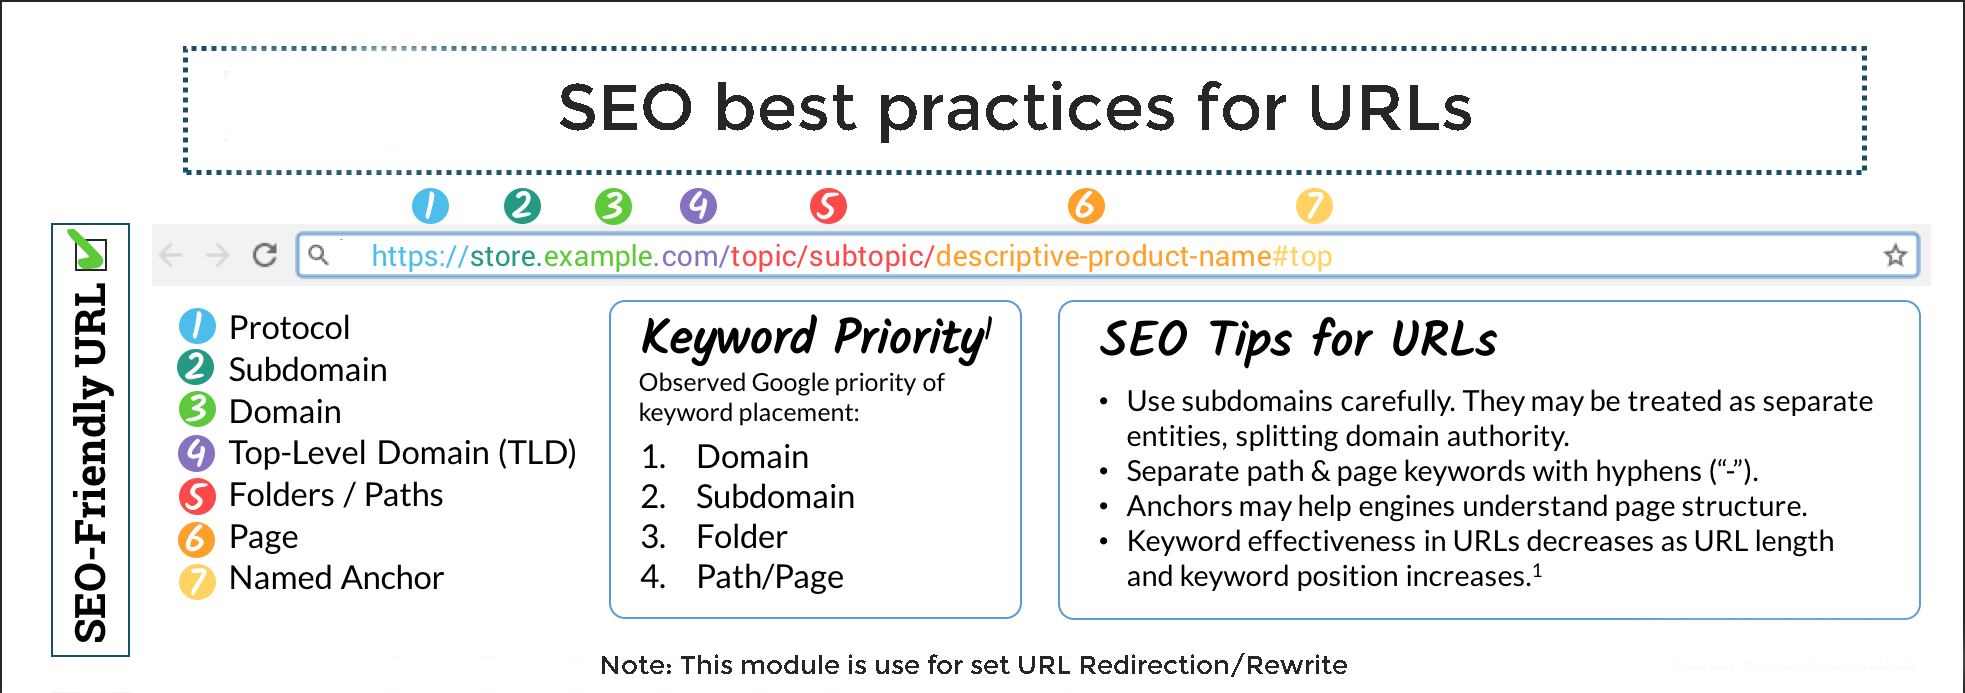 SEO best practices for URLs
1 2 3 4 5 6 7
https://store.example.com/topic/subtopic/descriptive-product-name#top
SEO-Friendly URL
1 Protocol
2 Subdomain
3 Domain
4 Top-Level Domain (TLD)
5 Folders / Paths
6 Page
7 Named Anchor
Keyword Priority¹
Observed Google priority of
keyword placement:
1. Domain
2. Subdomain
3. Folder
4. Path/Page
SEO Tips for URLs
• Use subdomains carefully. They may be treated as separate
entities, splitting domain authority.
• Separate path & page keywords with hyphens (“-”).
• Anchors may help engines understand page structure.
• Keyword effectiveness in URLs decreases as URL length
and keyword position increases.¹
Note: This module is use for set URL Redirection/Rewrite